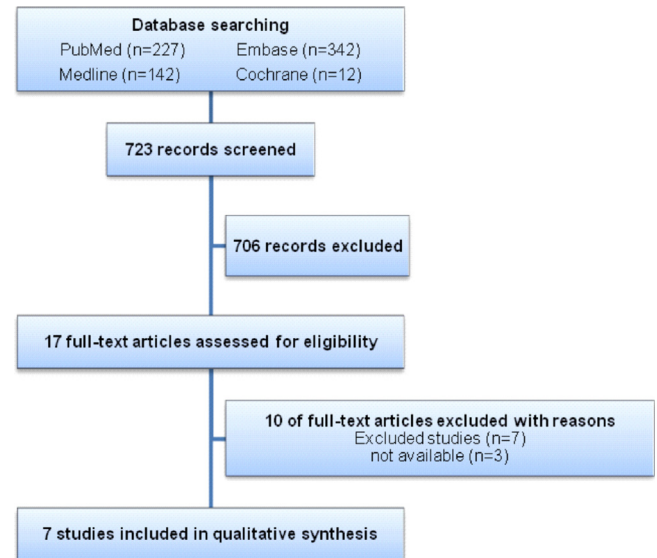 Database searching
PubMed (n=227) Embase (n=342)
Medline (n=142) Cochrane (n=12)
723 records screened
706 records excluded
17 full-text articles assessed for eligibility
10 of full-text articles excluded with reasons
Excluded studies (n=7)
not available (n=3)
7 studies included in qualitative synthesis